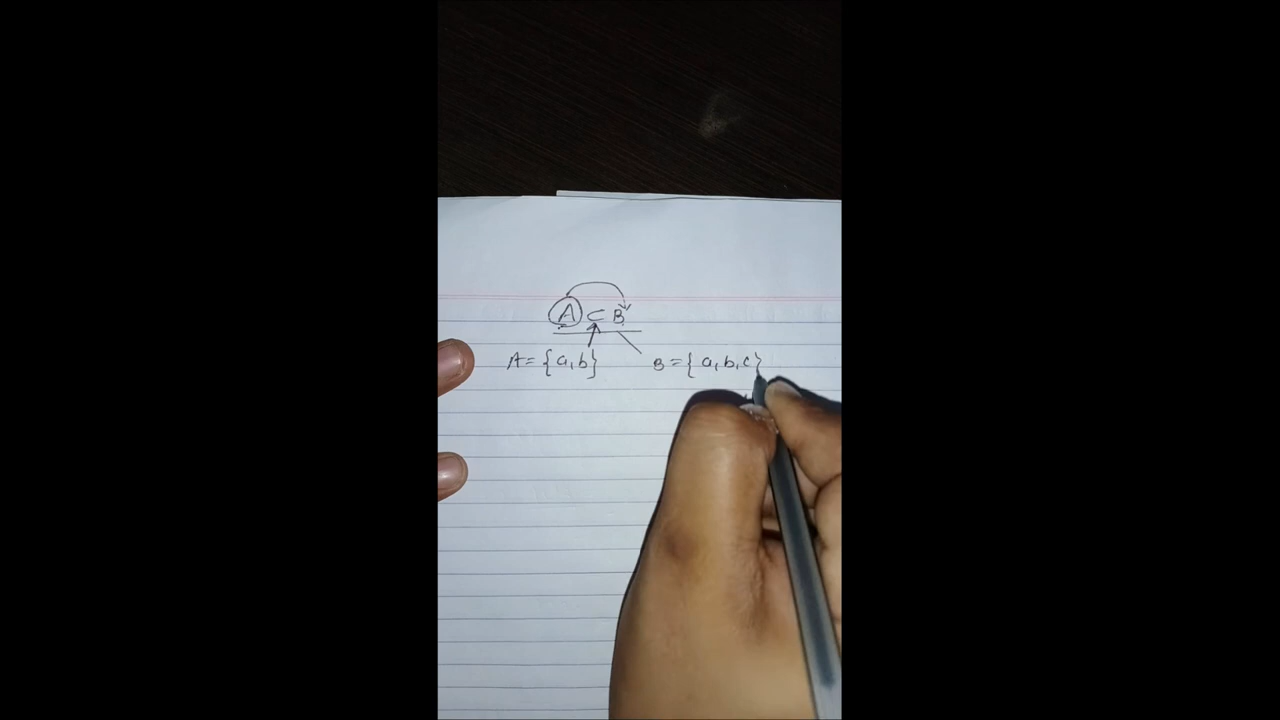 A ⊂ B
A = {a, b} B = {a, b, c}